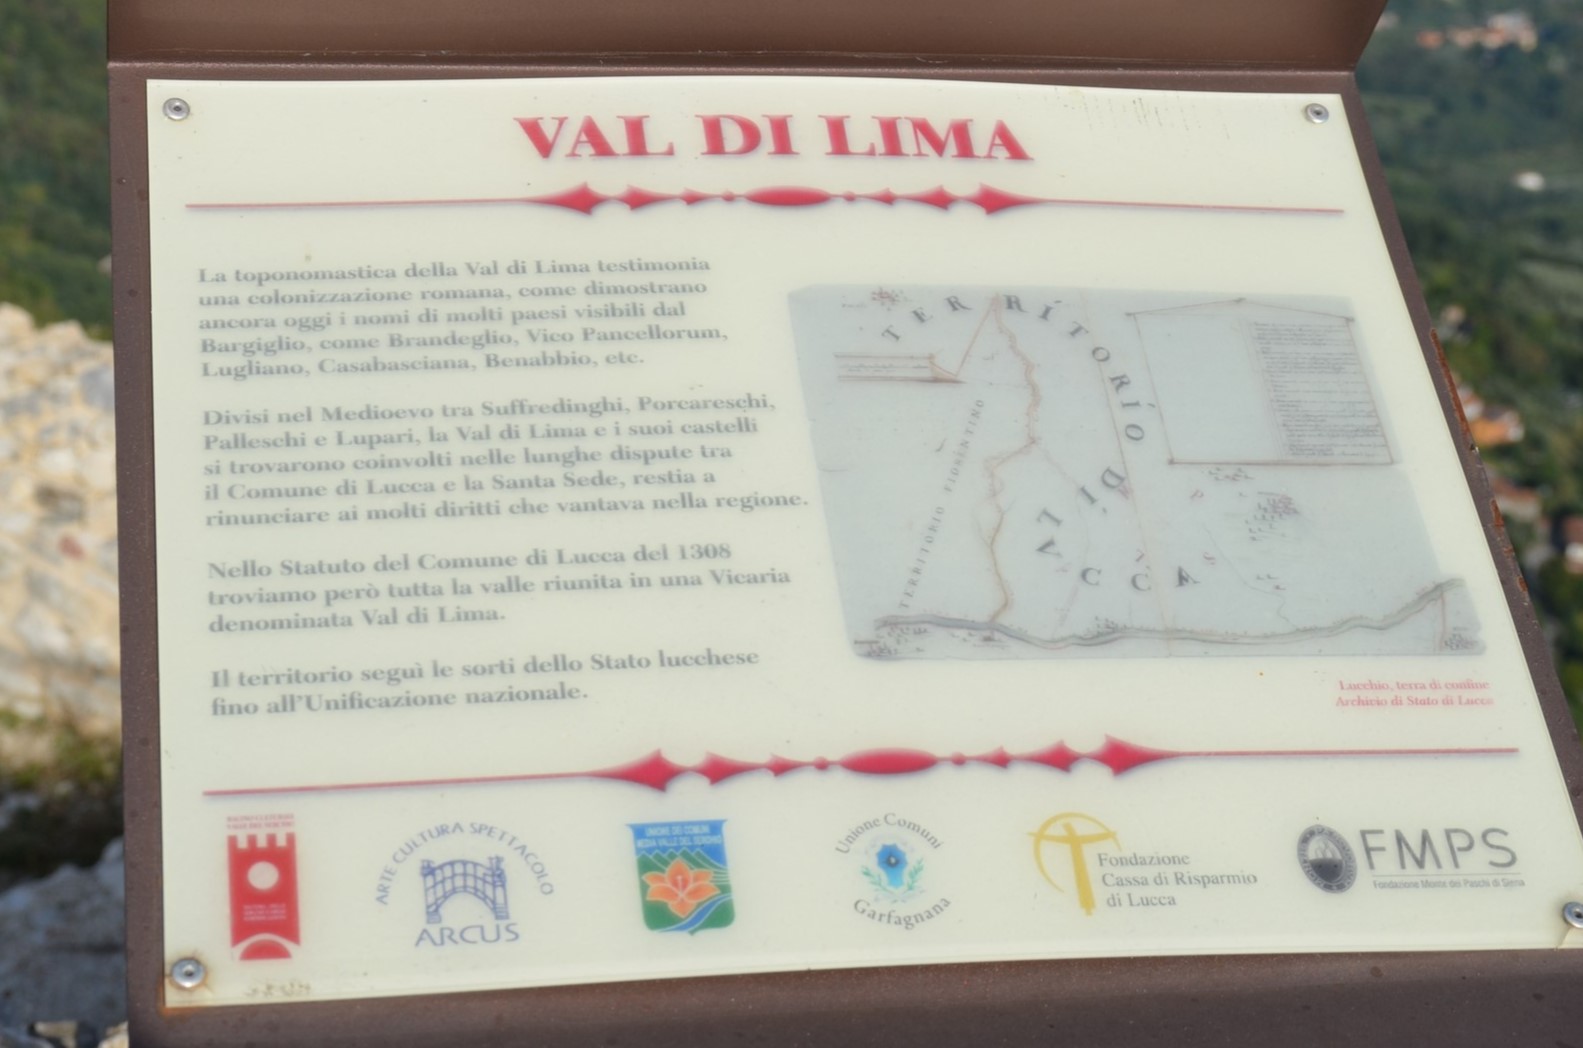 VAL DI LIMA
La toponomastica della Val di Lima testimonia
una colonizzazione romana, come dimostrano
ancora oggi i nomi di molti paesi visibili dal
Bargiglio, come Brandeglio, Vico Pancellorum,
Lugliano, Casabasciana, Benabbio, etc.
Divisi nel Medioevo tra Suffredinghi, Porcareschi,
Palleschi e Lupari, la Val di Lima e i suoi castelli
si trovarono coinvolti nelle lunghe dispute tra
il Comune di Lucca e la Santa Sede, restia a
rinunciare ai molti diritti che vantava nella regione.
Nello Statuto del Comune di Lucca del 1308
troviamo però tutta la valle riunita in una Vicaria
denominata Val di Lima.
Il territorio seguì le sorti dello Stato lucchese
fino all'Unificazione nazionale.
TERRITORIO
DI
TERRITORIO FIORENTINO
Lucchio, terra di confine
Archivio di Stato di Lucca
ARTE CULTURA SPETTACOLO
ARCUS
UNIONE DEI COMUNI
MEDIA VALLE DEL SERCHIO
Unione Comuni
Garfagnana
Fondazione
Cassa di Risparmio
di Lucca
FMPS
Fondazione Monte dei Paschi di Siena